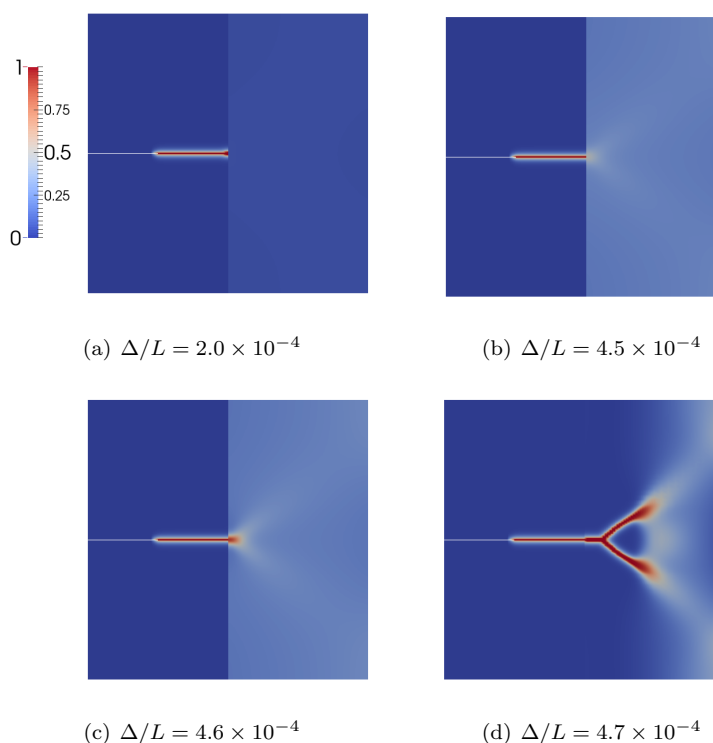 1
0.75
0.5
0.25
0
(a) Δ/L = 2.0 × 10⁻⁴
(b) Δ/L = 4.5 × 10⁻⁴
(c) Δ/L = 4.6 × 10⁻⁴
(d) Δ/L = 4.7 × 10⁻⁴